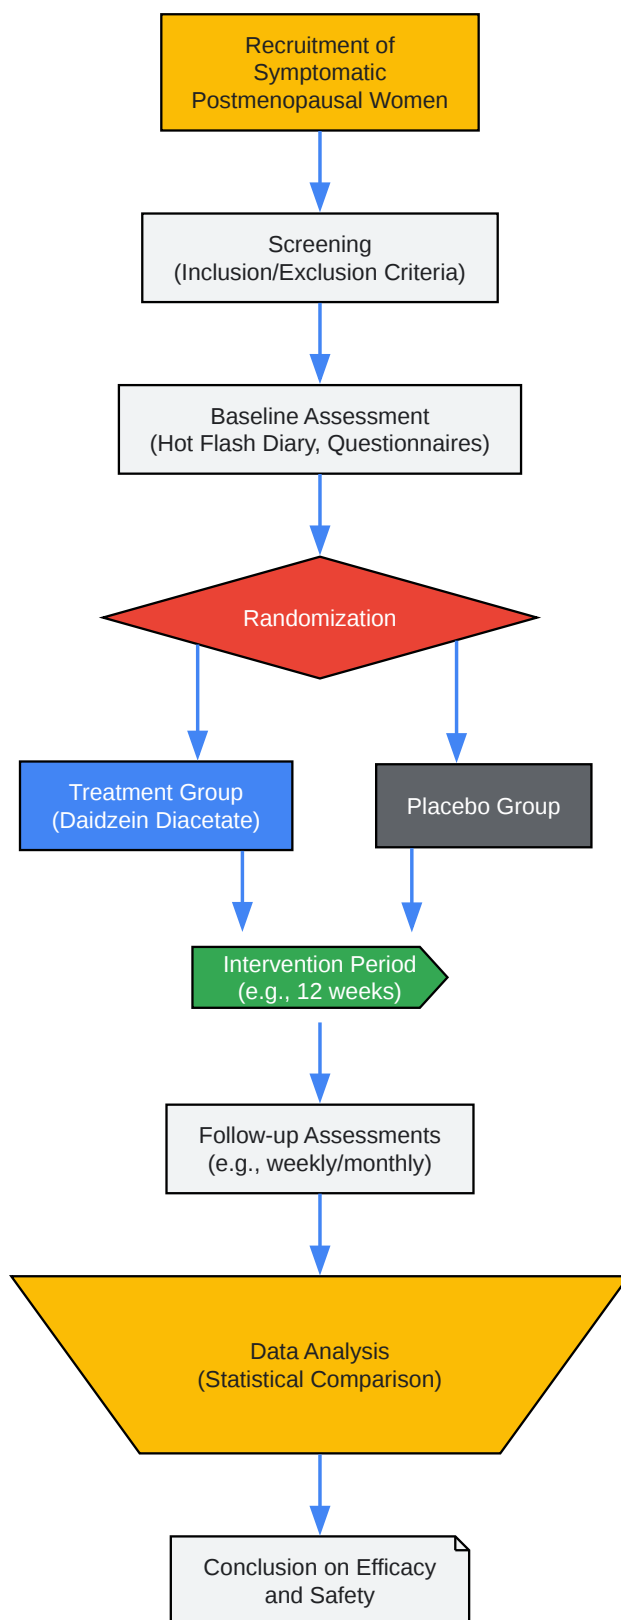 Recruitment of
Symptomatic
Postmenopausal Women
Screening
(Inclusion/Exclusion Criteria)
Baseline Assessment
(Hot Flash Diary, Questionnaires)
Randomization
Treatment Group
(Daidzein Diacetate)
Placebo Group
Intervention Period
(e.g., 12 weeks)
Follow-up Assessments
(e.g., weekly/monthly)
Data Analysis
(Statistical Comparison)
Conclusion on Efficacy
and Safety